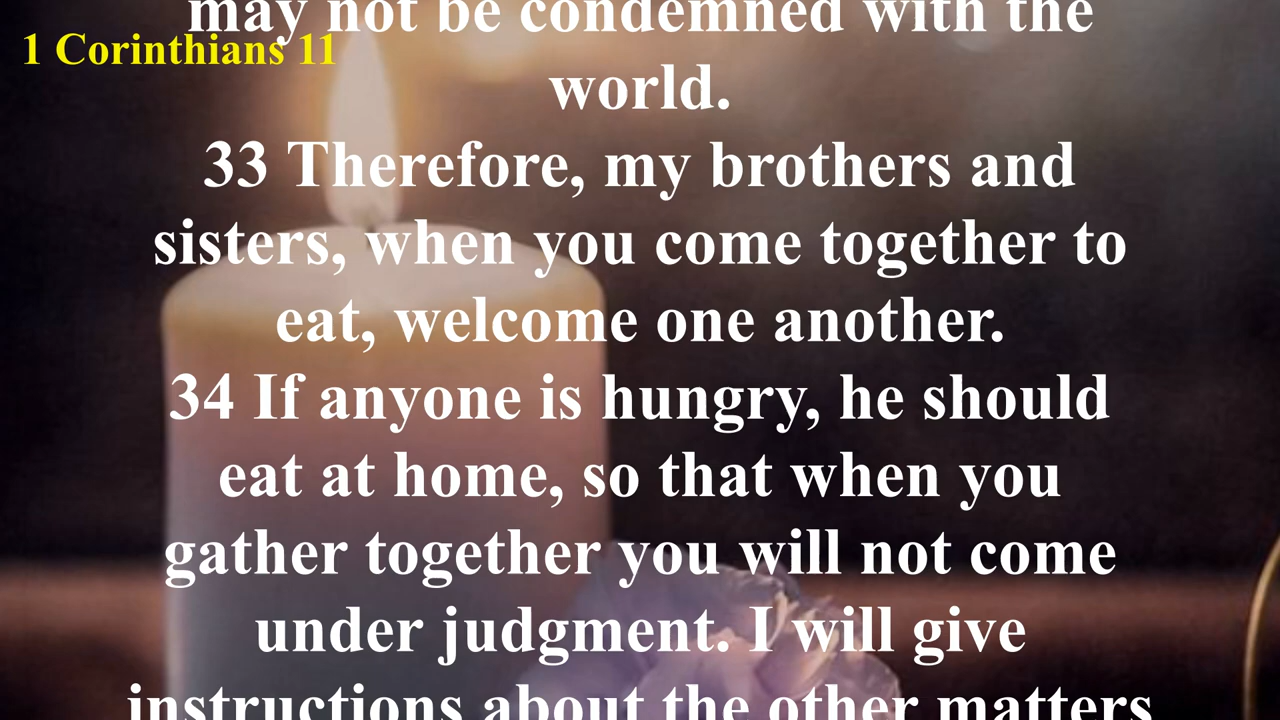 may not be condemned with the
1 Corinthians 11
world.
33 Therefore, my brothers and
sisters, when you come together to
eat, welcome one another.
34 If anyone is hungry, he should
eat at home, so that when you
gather together you will not come
under judgment. I will give
instructions about the other matters